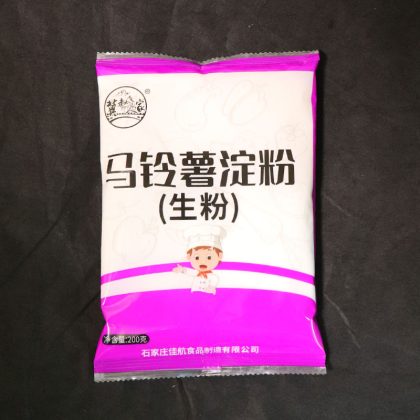 ®
马铃薯淀粉
(生粉)
净含量:200克
石家庄佳航食品制造有限公司